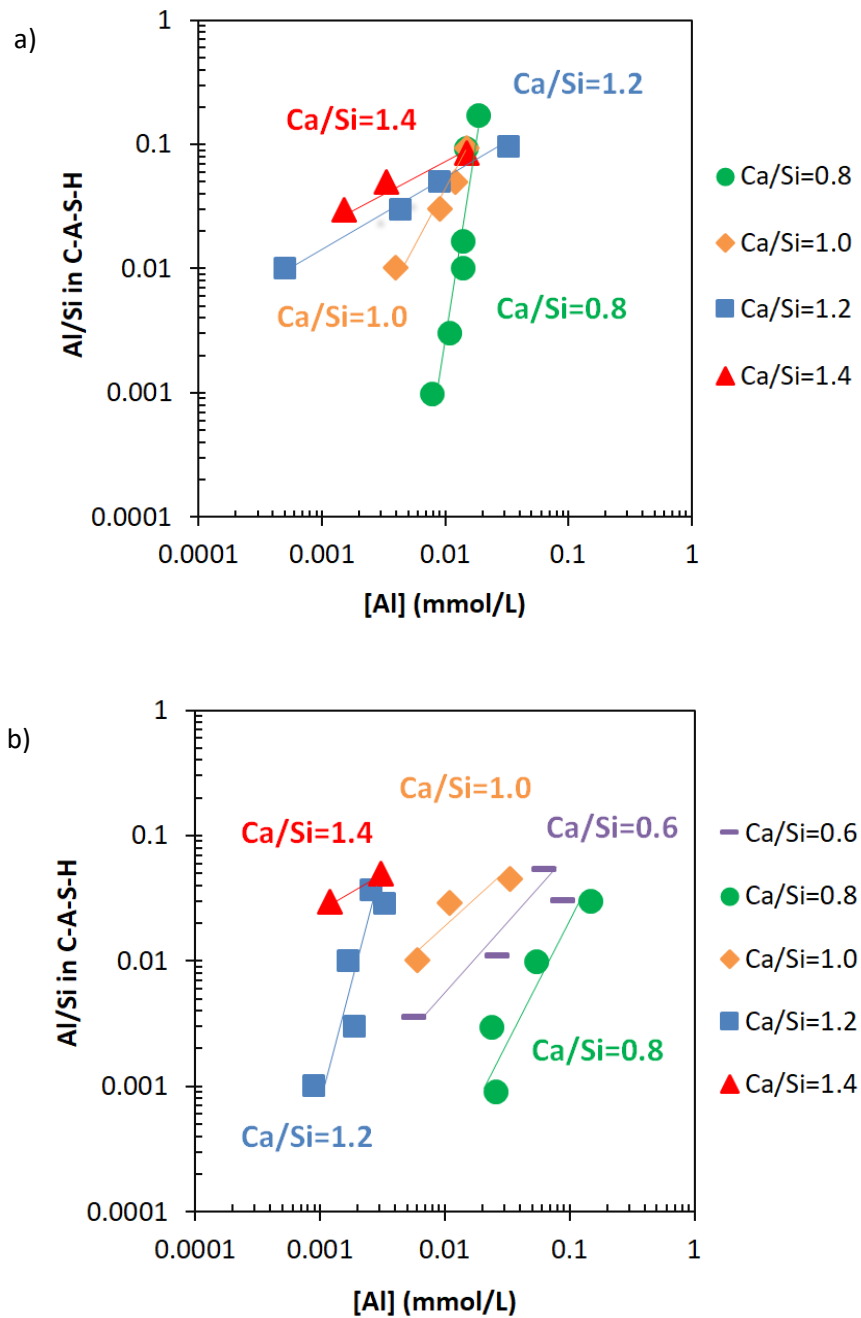 a)
1
0.1
0.01
0.001
0.0001
Al/Si in C-A-S-H
Ca/Si=1.2
Ca/Si=1.4
Ca/Si=1.0
Ca/Si=0.8
0.0001
0.001
0.01
0.1
1
[Al] (mmol/L)
Ca/Si=0.8
Ca/Si=1.0
Ca/Si=1.2
Ca/Si=1.4
b)
1
0.1
0.01
0.001
0.0001
Al/Si in C-A-S-H
Ca/Si=1.0
Ca/Si=1.4
Ca/Si=0.6
Ca/Si=0.8
Ca/Si=1.2
0.0001
0.001
0.01
0.1
1
[Al] (mmol/L)
Ca/Si=0.6
Ca/Si=0.8
Ca/Si=1.0
Ca/Si=1.2
Ca/Si=1.4